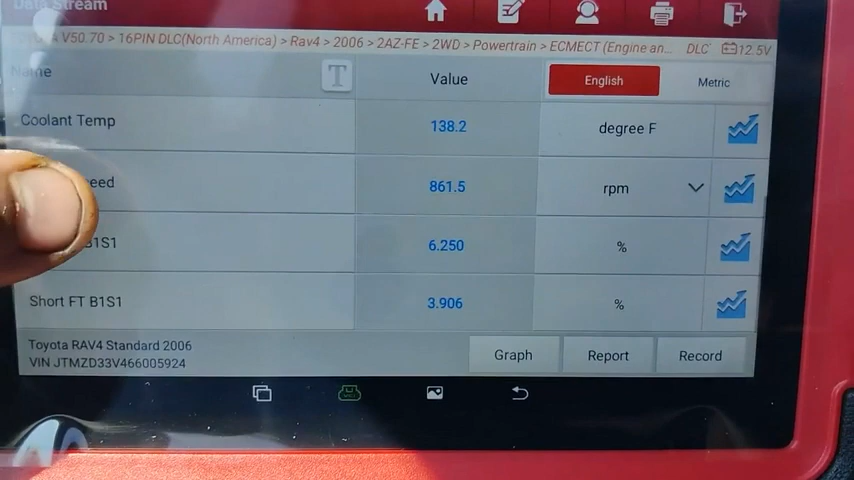 Data Stream
V50.70 > 16PIN DLC(North America) > Rav4 > 2006 > 2AZ-FE > 2WD > Powertrain > ECMECT (Engine an... DLC 12.5V
Name T Value English Metric
Coolant Temp 138.2 degree F
eed 861.5 rpm
B1S1 6.250 %
Short FT B1S1 3.906 %
Toyota RAV4 Standard 2006
VIN JTMZD33V466005924
Graph Report Record